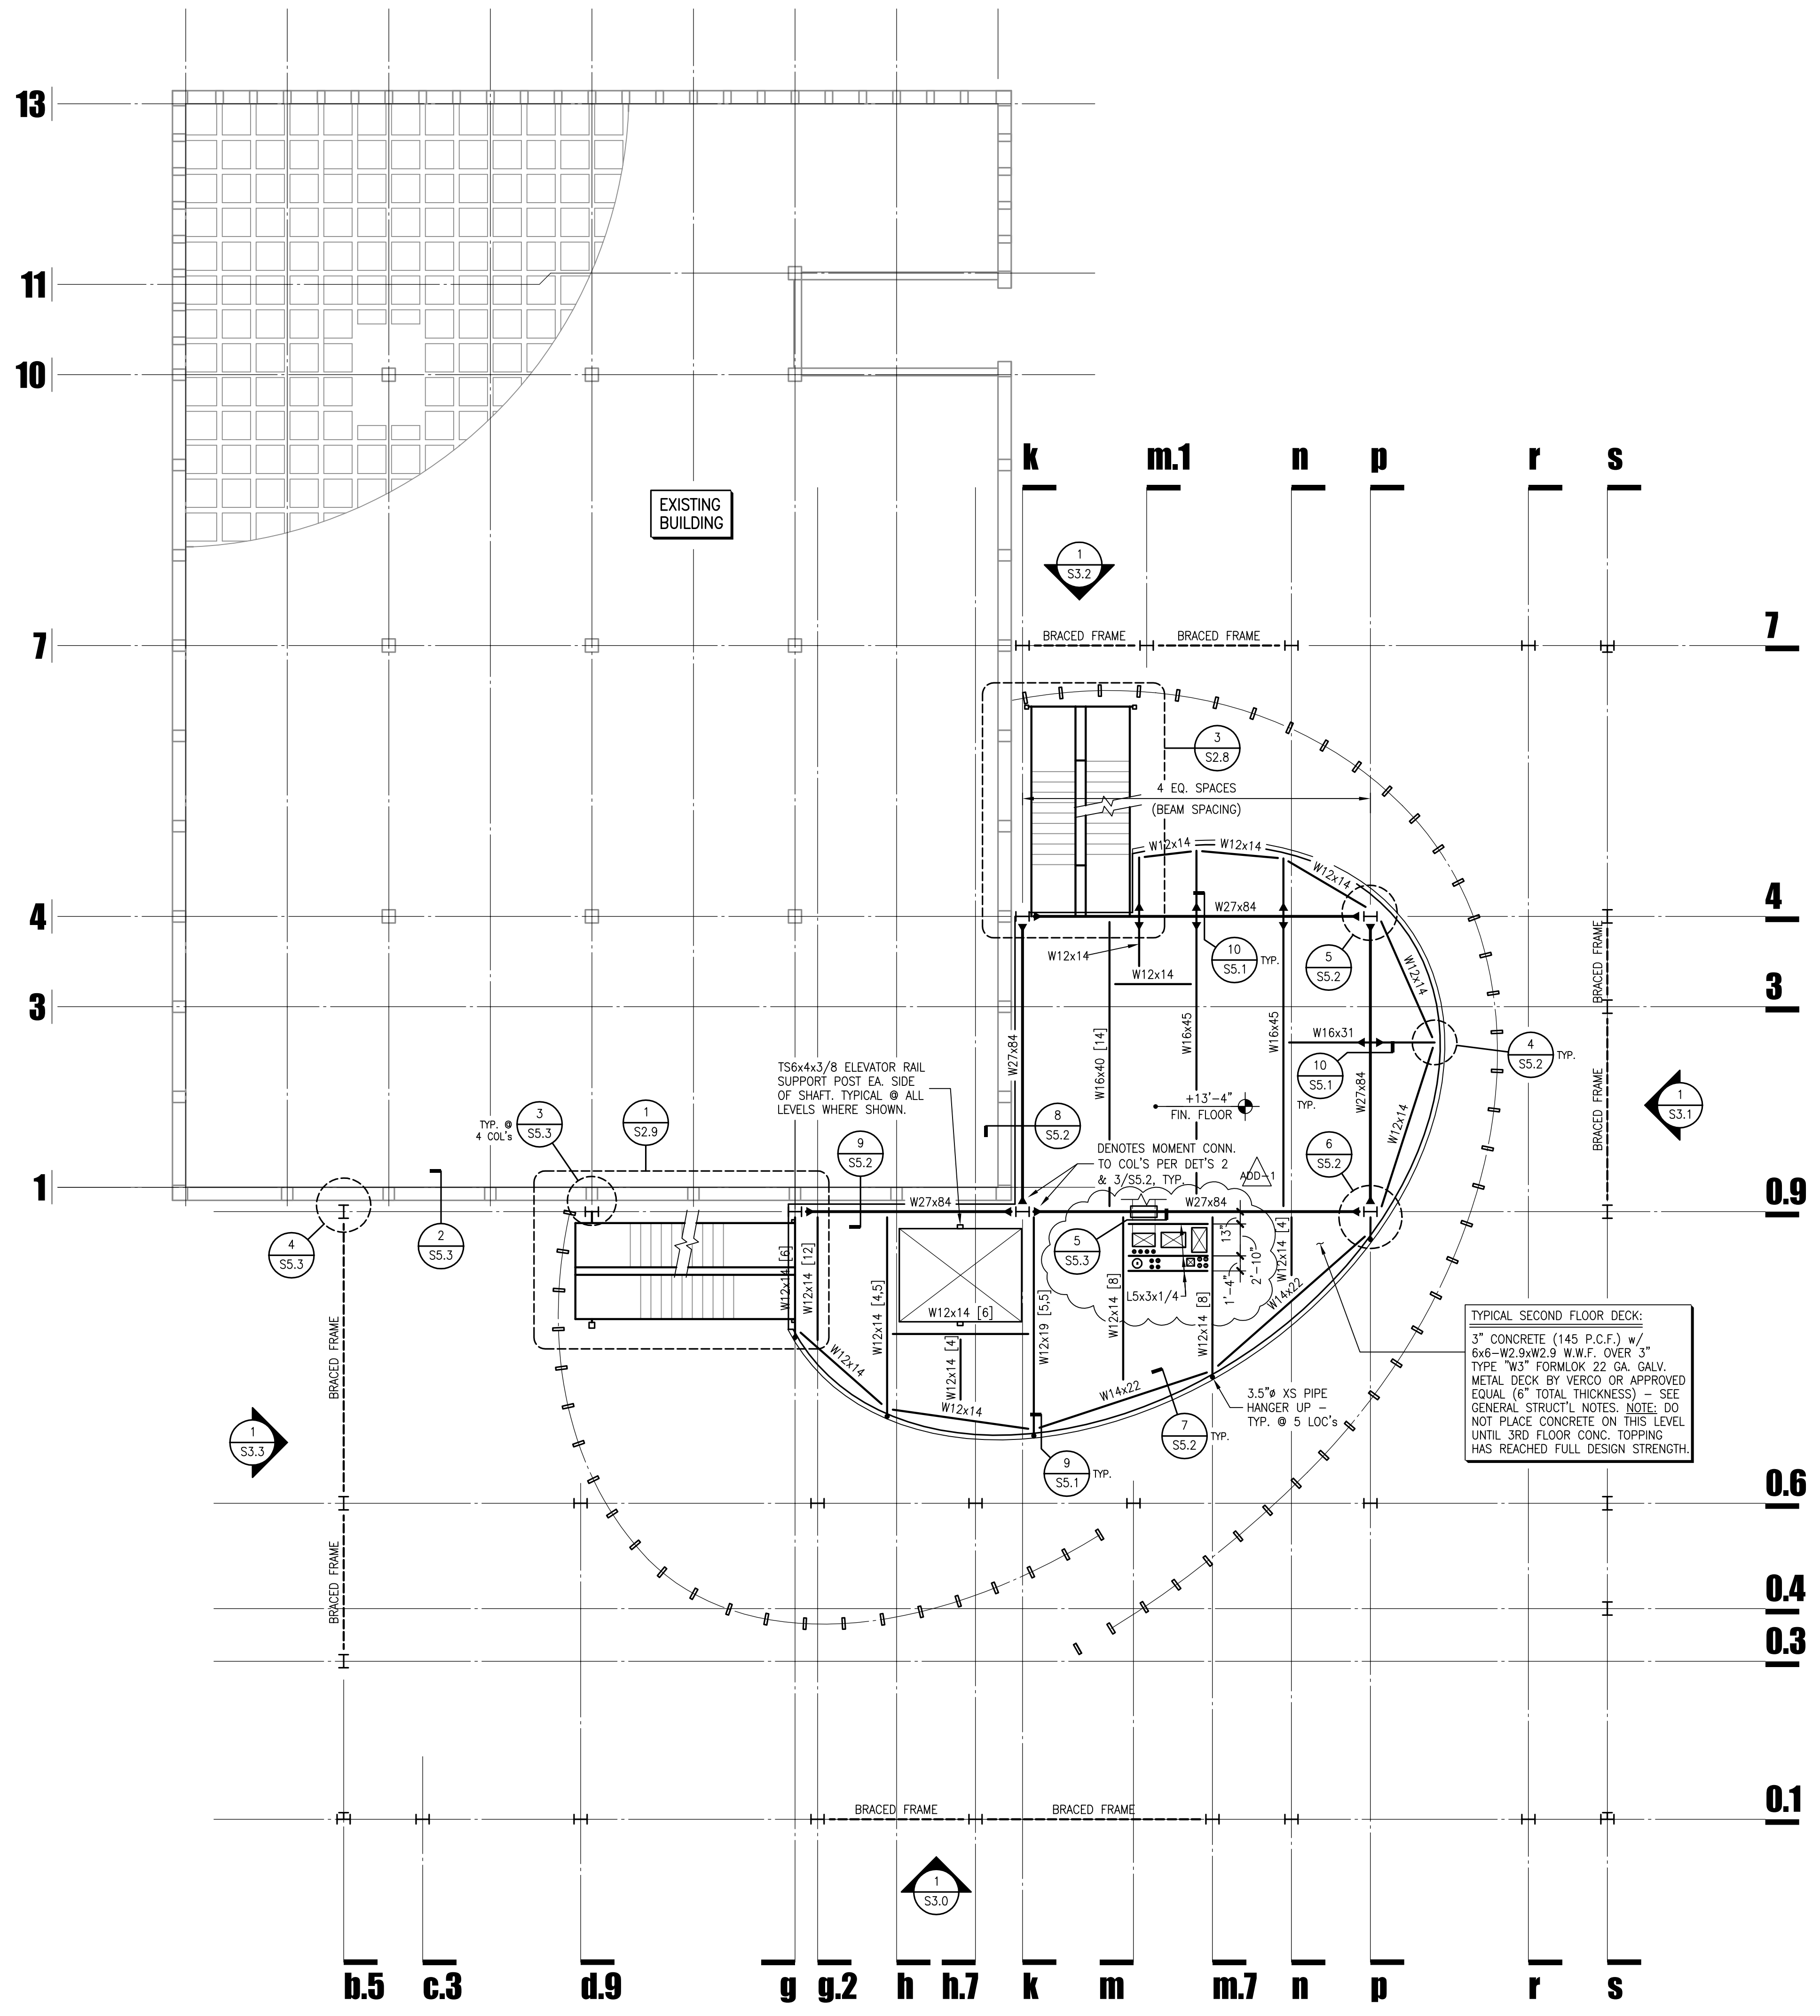 13
11
10
7
4
3
1
EXISTING
BUILDING
k
m.1
n
p
r
s
1
S3.2
7
BRACED FRAME
BRACED FRAME
3
S2.8
4 EQ. SPACES
(BEAM SPACING)
W12x14
W12x14
W12x14
4
W27x84
10
S5.1
TYP.
5
S5.2
W12x14
W12x14
W12x14
BRACED FRAME
3
W27x84
W16x40 [14]
W16x45
W16x45
W16x31
4
S5.2
TYP.
10
S5.1
TYP.
W27x84
W12x14
BRACED FRAME
1
S3.1
TS6x4x3/8 ELEVATOR RAIL
SUPPORT POST EA. SIDE
OF SHAFT. TYPICAL @ ALL
LEVELS WHERE SHOWN.
+13'-4"
FIN. FLOOR
TYP. @
4 COL's
3
S5.3
1
S2.9
9
S5.2
8
S5.2
DENOTES MOMENT CONN.
TO COL'S PER DET'S 2
& 3/S5.2, TYP.
ADD-1
6
S5.2
0.9
W27x84
W27x84
4
S5.3
2
S5.3
5
S5.3
13"
2'-10"
1'-4"
L5x3x1/4
W12x14 [6]
W12x14 [12]
W12x14 [4,5]
W12x14 [6]
W12x14 [4]
W12x19 [5,5]
W12x14 [8]
W12x14 [8]
W12x14 [4]
W14x22
W12x14
W12x14
W14x22
TYPICAL SECOND FLOOR DECK:
3" CONCRETE (145 P.C.F.) w/
6x6-W2.9xW2.9 W.W.F. OVER 3"
TYPE "W3" FORMLOK 22 GA. GALV.
METAL DECK BY VERCO OR APPROVED
EQUAL (6" TOTAL THICKNESS) – SEE
GENERAL STRUCT'L NOTES. NOTE: DO
NOT PLACE CONCRETE ON THIS LEVEL
UNTIL 3RD FLOOR CONC. TOPPING
HAS REACHED FULL DESIGN STRENGTH.
3.5"ø XS PIPE
HANGER UP –
TYP. @ 5 LOC's
BRACED FRAME
1
S3.3
7
S5.2
TYP.
9
S5.1
TYP.
0.6
BRACED FRAME
0.4
0.3
0.1
BRACED FRAME
BRACED FRAME
1
S3.0
b.5
c.3
d.9
g
g.2
h
h.7
k
m
m.7
n
p
r
s